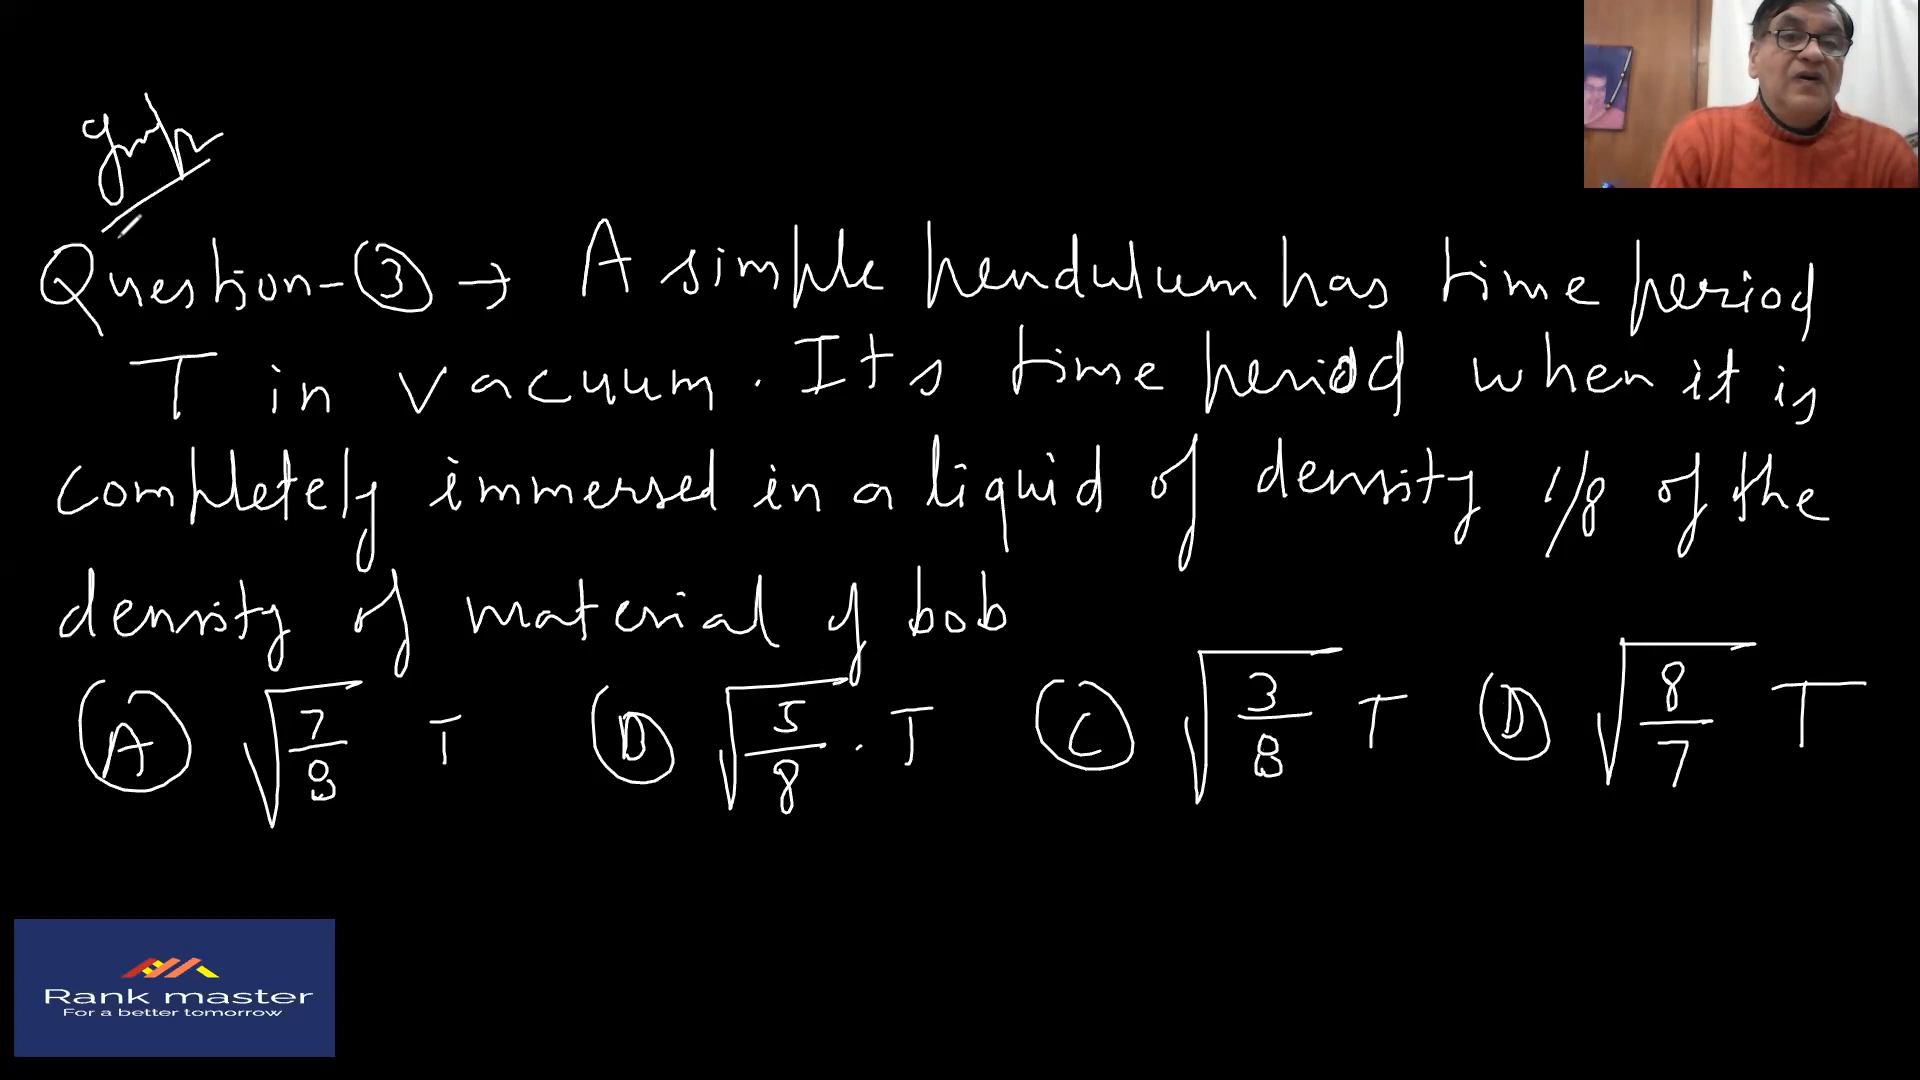 Imp
Question-③ → A simple pendulum has time period
T in vacuum. Its time period when it is
completely immersed in a liquid of density 1/8 of the
density of material of bob
Ⓐ √7/8 T Ⓑ √5/8 . T Ⓒ √3/8 T Ⓓ √8/7 T
Rank master
For a better tomorrow